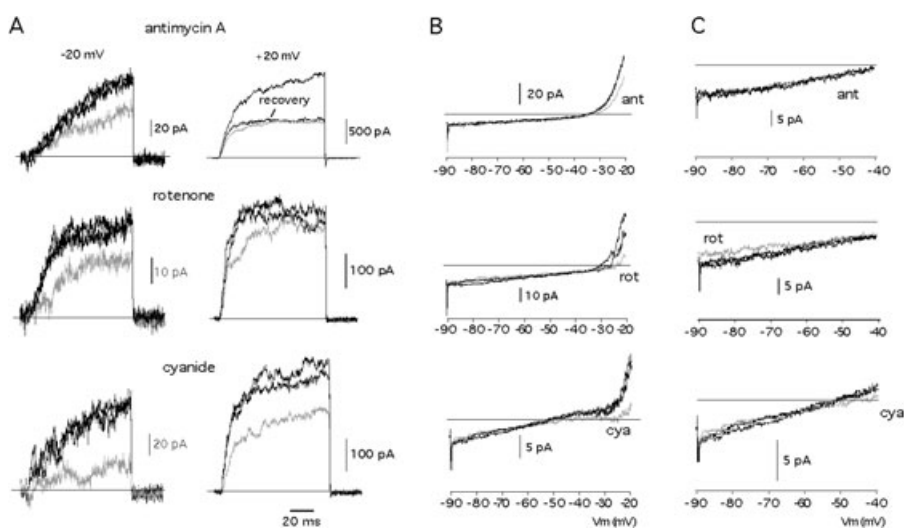 A
antimycin A
-20 mV
+20 mV
recovery
20 pA
500 pA
rotenone
10 pA
100 pA
cyanide
20 pA
100 pA
20 ms
B
20 pA
ant
-90 -80 -70 -60 -50 -40 -30 -20
rot
10 pA
-90 -80 -70 -60 -50 -40 -30 -20
cya
5 pA
-90 -80 -70 -60 -50 -40 -30 -20
Vm(mV)
C
ant
5 pA
-90 -80 -70 -60 -50 -40
rot
5 pA
-90 -80 -70 -60 -50 -40
cya
5 pA
-90 -80 -70 -60 -50 -40
Vm(mV)